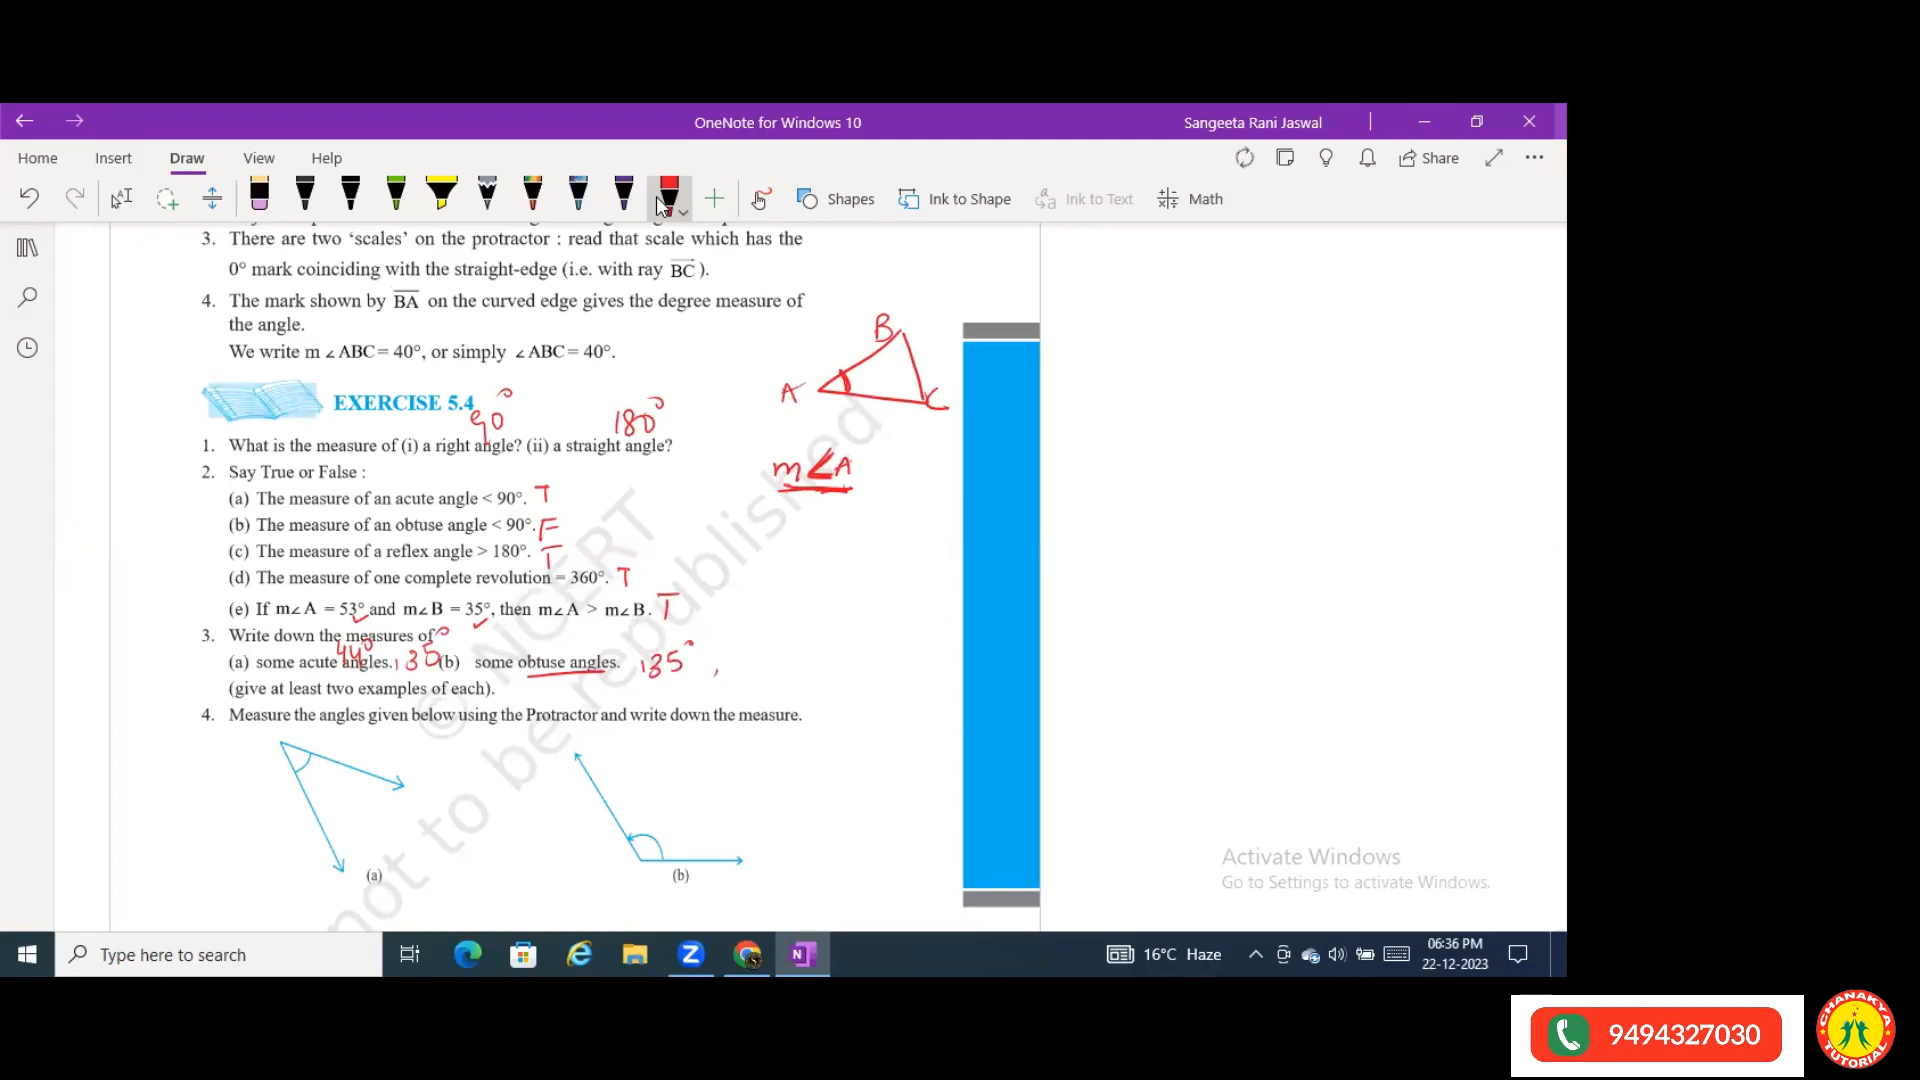 OneNote for Windows 10
Sangeeta Rani Jaswal
Home Insert Draw View Help
Share
Shapes Ink to Shape Ink to Text Math
3. There are two ‘scales’ on the protractor : read that scale which has the
0° mark coinciding with the straight-edge (i.e. with ray BC ).
4. The mark shown by BA on the curved edge gives the degree measure of
the angle.
We write m ∠ABC= 40°, or simply ∠ABC= 40°.
B
A C
EXERCISE 5.4
90° 180°
1. What is the measure of (i) a right angle? (ii) a straight angle?
m∠A
2. Say True or False :
(a) The measure of an acute angle < 90°. T
(b) The measure of an obtuse angle < 90°. F
(c) The measure of a reflex angle > 180°. T
(d) The measure of one complete revolution = 360°. T
(e) If m∠A = 53° and m∠B = 35°, then m∠A > m∠B. T
3. Write down the measures of
44° , 35°
(a) some acute angles. (b) some obtuse angles. 135° ,
(give at least two examples of each).
4. Measure the angles given below using the Protractor and write down the measure.
(a) (b)
© NCERT
not to be republished
Activate Windows
Go to Settings to activate Windows.
Type here to search
16°C Haze
06:36 PM
22-12-2023
9494327030
CHANAKYA
TUTORIAL